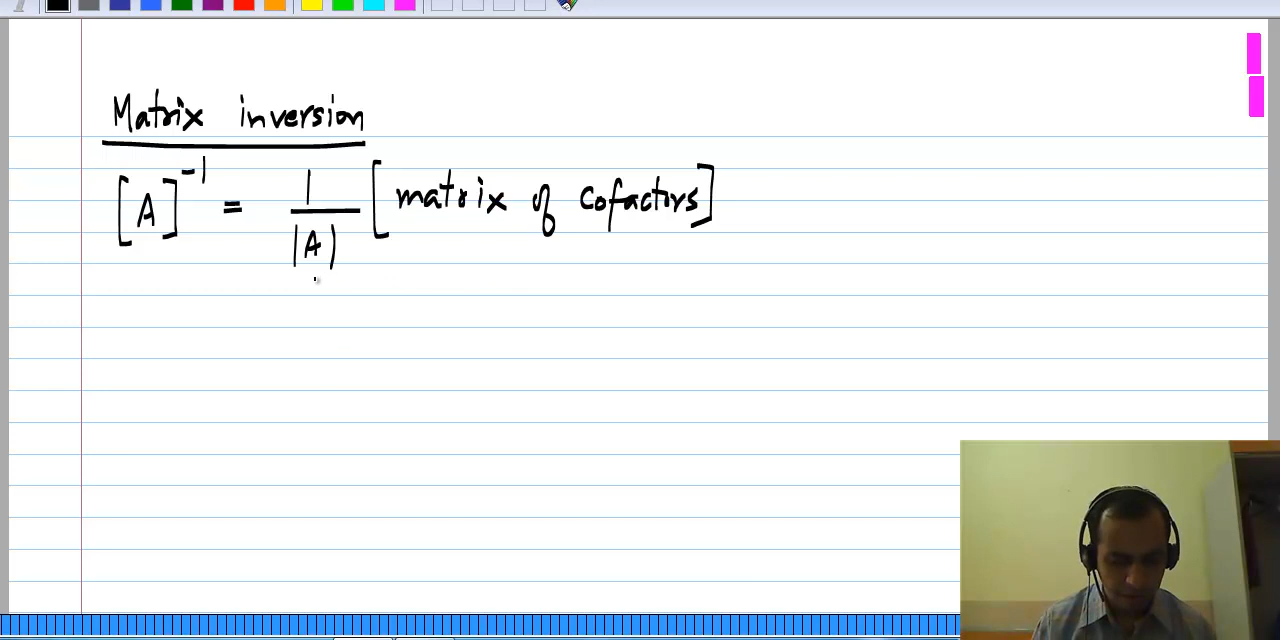 Matrix inversion
[A]^-1 = 1/|A| [matrix of cofactors]